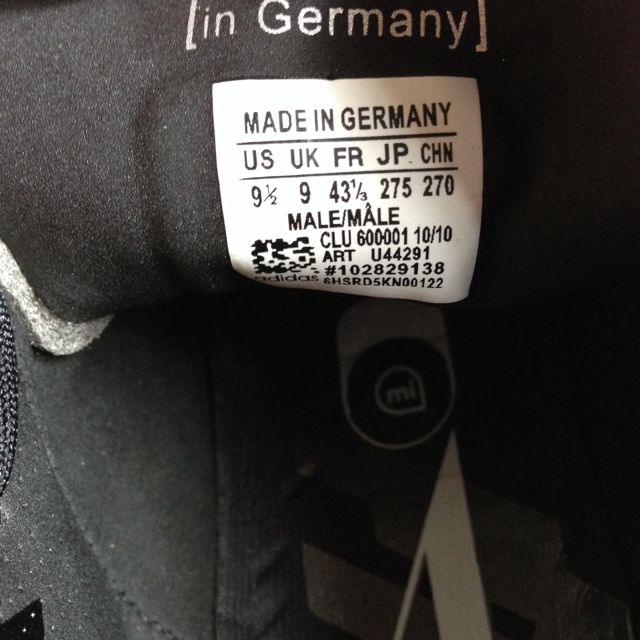 [in Germany]
MADE IN GERMANY
US UK FR JP CHN
9½ 9 43⅓ 275 270
MALE/MÂLE
CLU 600001 10/10
ART U44291
#102829138
adidas 6HSRD5KN00122
mi